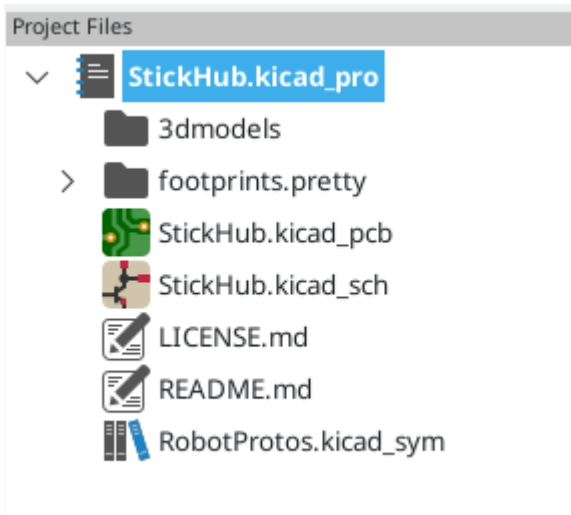 Project Files
StickHub.kicad_pro
3dmodels
footprints.pretty
StickHub.kicad_pcb
StickHub.kicad_sch
LICENSE.md
README.md
RobotProtos.kicad_sym